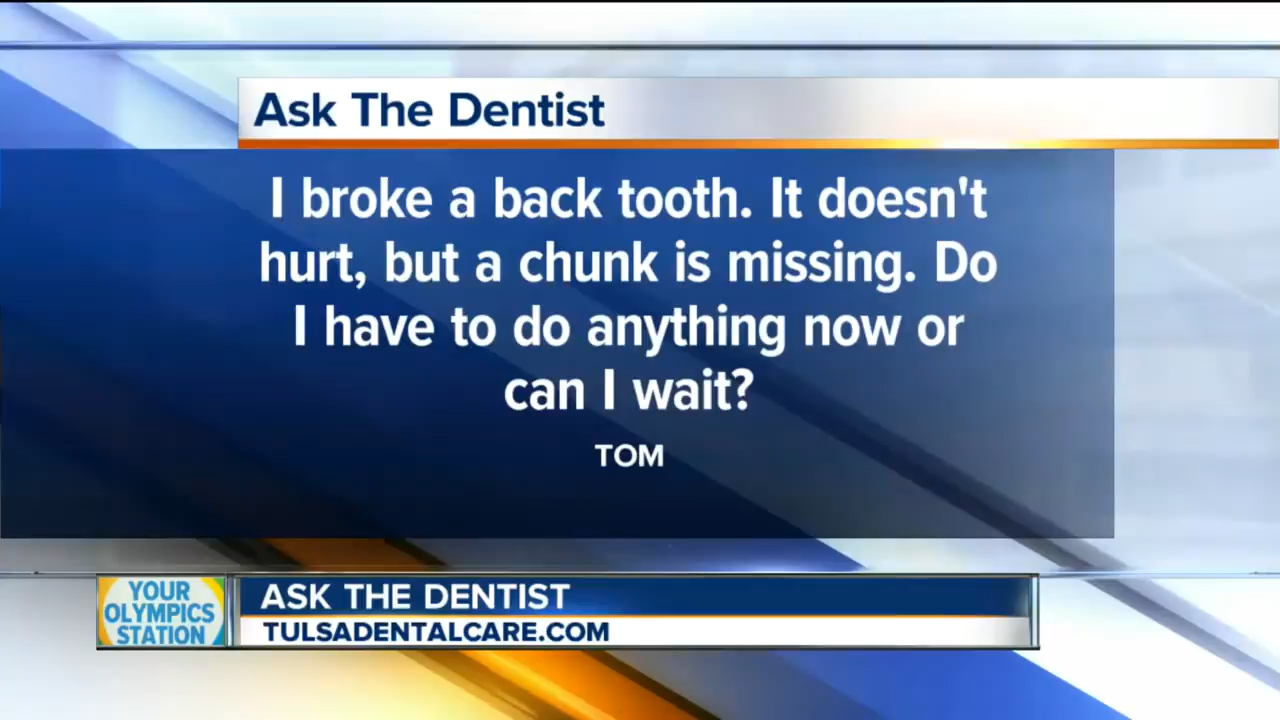 Ask The Dentist
I broke a back tooth. It doesn't
hurt, but a chunk is missing. Do
I have to do anything now or
can I wait?
TOM
YOUR
OLYMPICS
STATION
ASK THE DENTIST
TULSADENTALCARE.COM